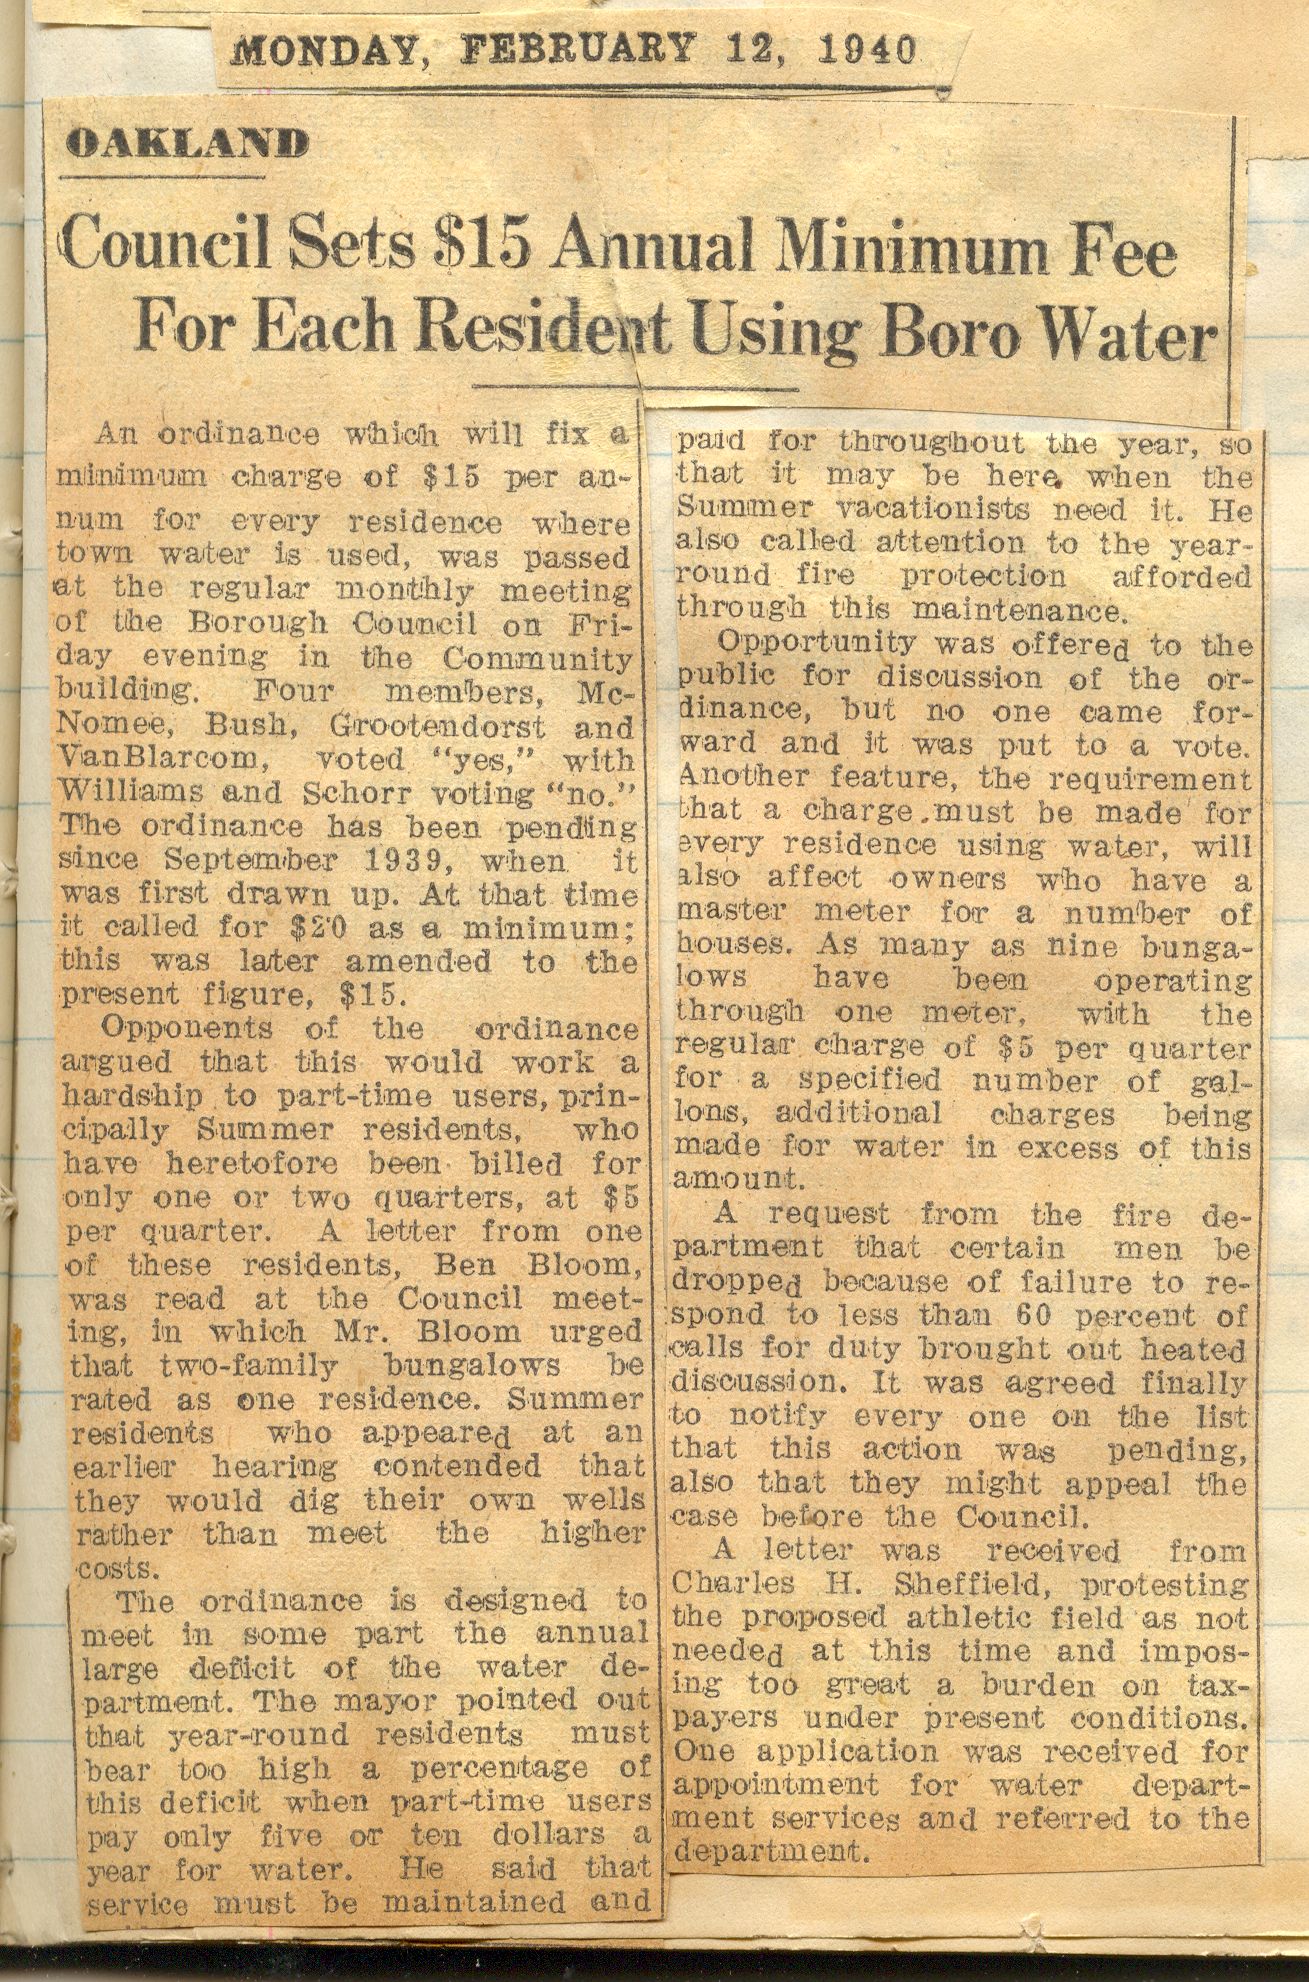 MONDAY, FEBRUARY 12, 1940
OAKLAND
Council Sets $15 Annual Minimum Fee
For Each Resident Using Boro Water
An ordinance which will fix a
minimum charge of $15 per an-
num for every residence where
town water is used, was passed
at the regular monthly meeting
of the Borough Council on Fri-
day evening in the Community
building. Four members, Mc-
Nomee, Bush, Grootendorst and
VanBlarcom, voted "yes," with
Williams and Schorr voting "no."
The ordinance has been pending
since September 1939, when it
was first drawn up. At that time
it called for $20 as a minimum;
this was later amended to the
present figure, $15.
Opponents of the ordinance
argued that this would work a
hardship to part-time users, prin-
cipally Summer residents, who
have heretofore been billed for
only one or two quarters, at $5
per quarter. A letter from one
of these residents, Ben Bloom,
was read at the Council meet-
ing, in which Mr. Bloom urged
that two-family bungalows be
rated as one residence. Summer
residents who appeared at an
earlier hearing contended that
they would dig their own wells
rather than meet the higher
costs.
The ordinance is designed to
meet in some part the annual
large deficit of the water de-
partment. The mayor pointed out
that year-round residents must
bear too high a percentage of
this deficit when part-time users
pay only five or ten dollars a
year for water. He said that
service must be maintained and
paid for throughout the year, so
that it may be here when the
Summer vacationists need it. He
also called attention to the year-
round fire protection afforded
through this maintenance.
Opportunity was offered to the
public for discussion of the or-
dinance, but no one came for-
ward and it was put to a vote.
Another feature, the requirement
that a charge must be made for
every residence using water, will
also affect owners who have a
master meter for a number of
houses. As many as nine bunga-
lows have been operating
through one meter, with the
regular charge of $5 per quarter
for a specified number of gal-
lons, additional charges being
made for water in excess of this
amount.
A request from the fire de-
partment that certain men be
dropped because of failure to re-
spond to less than 60 percent of
calls for duty brought out heated
discussion. It was agreed finally
to notify every one on the list
that this action was pending,
also that they might appeal the
case before the Council.
A letter was received from
Charles H. Sheffield, protesting
the proposed athletic field as not
needed at this time and impos-
ing too great a burden on tax-
payers under present conditions.
One application was received for
appointment for water depart-
ment services and referred to the
department.